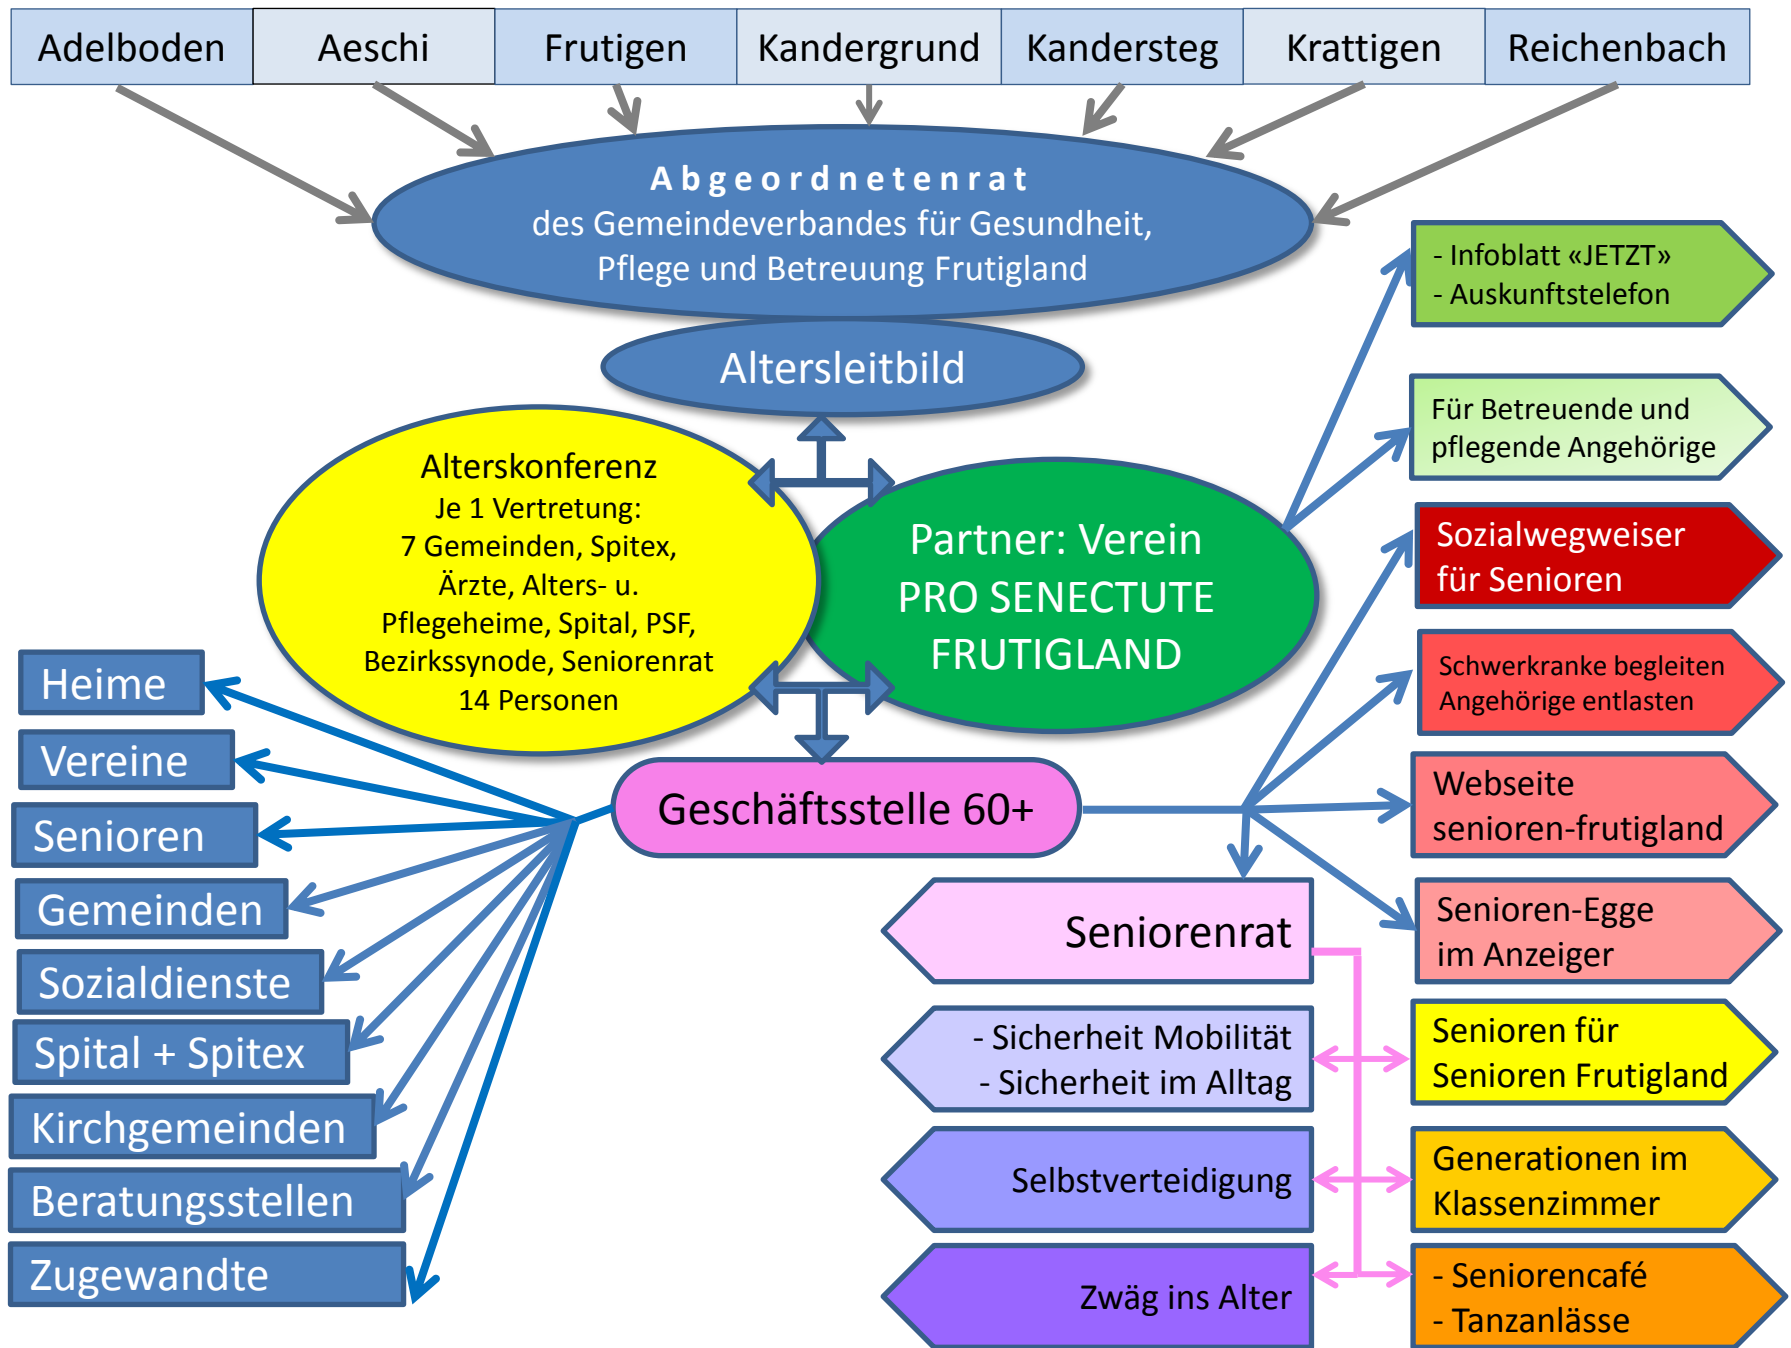 Adelboden
Aeschi
Frutigen
Kandergrund
Kandersteg
Krattigen
Reichenbach
Abgeordnetenrat
des Gemeindeverbandes für Gesundheit,
Pflege und Betreuung Frutigland
Altersleitbild
Alterskonferenz
Je 1 Vertretung:
7 Gemeinden, Spitex,
Ärzte, Alters- u.
Pflegeheime, Spital, PSF,
Bezirkssynode, Seniorenrat
14 Personen
Partner: Verein
PRO SENECTUTE
FRUTIGLAND
Geschäftsstelle 60+
Heime
Vereine
Senioren
Gemeinden
Sozialdienste
Spital + Spitex
Kirchgemeinden
Beratungsstellen
Zugewandte
- Infoblatt «JETZT»
- Auskunftstelefon
Für Betreuende und
pflegende Angehörige
Sozialwegweiser
für Senioren
Schwerkranke begleiten
Angehörige entlasten
Webseite
senioren-frutigland
Senioren-Egge
im Anzeiger
Seniorenrat
- Sicherheit Mobilität
- Sicherheit im Alltag
Selbstverteidigung
Zwäg ins Alter
Senioren für
Senioren Frutigland
Generationen im
Klassenzimmer
- Seniorencafé
- Tanzanlässe